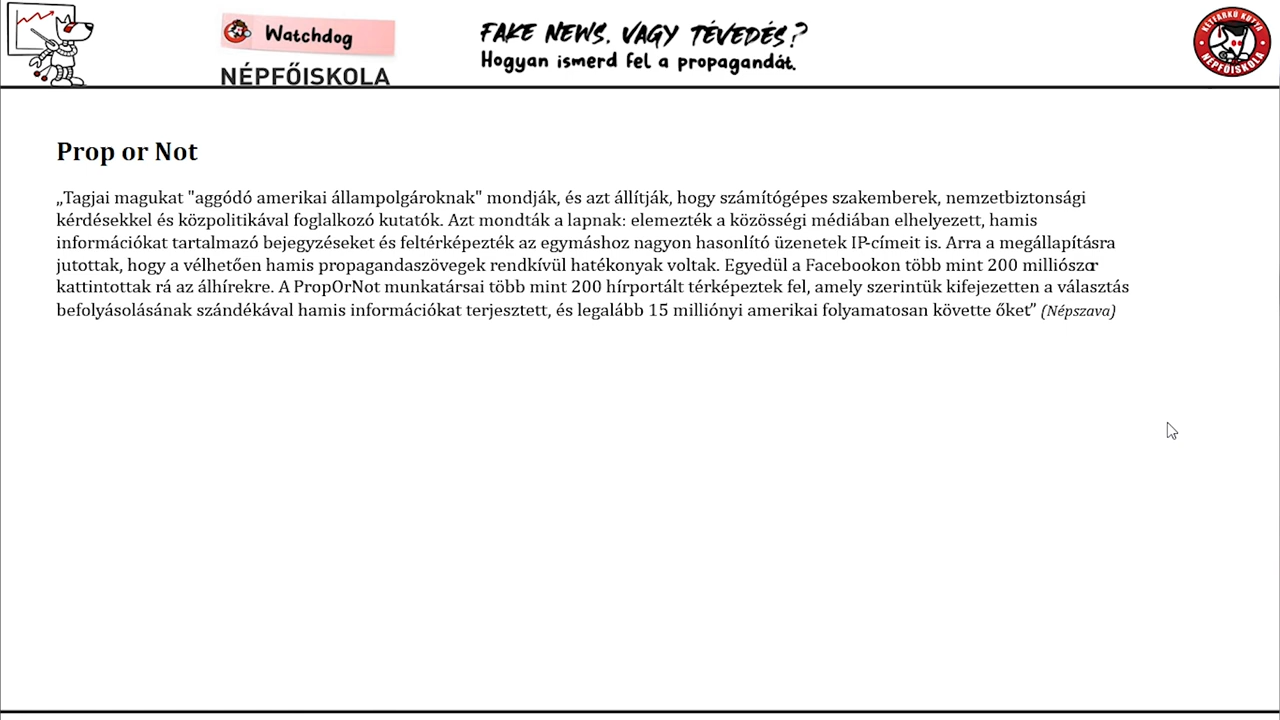 Watchdog
NÉPFŐISKOLA
FAKE NEWS, VAGY TÉVEDÉS?
Hogyan ismerd fel a propagandát.
KÉTFARKÚ KUTYA
NÉPFŐISKOLA
Prop or Not
„Tagjai magukat "aggódó amerikai állampolgároknak" mondják, és azt állítják, hogy számítógépes szakemberek, nemzetbiztonsági
kérdésekkel és közpolitikával foglalkozó kutatók. Azt mondták a lapnak: elemezték a közösségi médiában elhelyezett, hamis
információkat tartalmazó bejegyzéseket és feltérképezték az egymáshoz nagyon hasonlító üzenetek IP-címeit is. Arra a megállapításra
jutottak, hogy a vélhetően hamis propagandaszövegek rendkívül hatékonyak voltak. Egyedül a Facebookon több mint 200 milliószor
kattintottak rá az álhírekre. A PropOrNot munkatársai több mint 200 hírportált térképeztek fel, amely szerintük kifejezetten a választás
befolyásolásának szándékával hamis információkat terjesztett, és legalább 15 milliónyi amerikai folyamatosan követte őket” (Népszava)